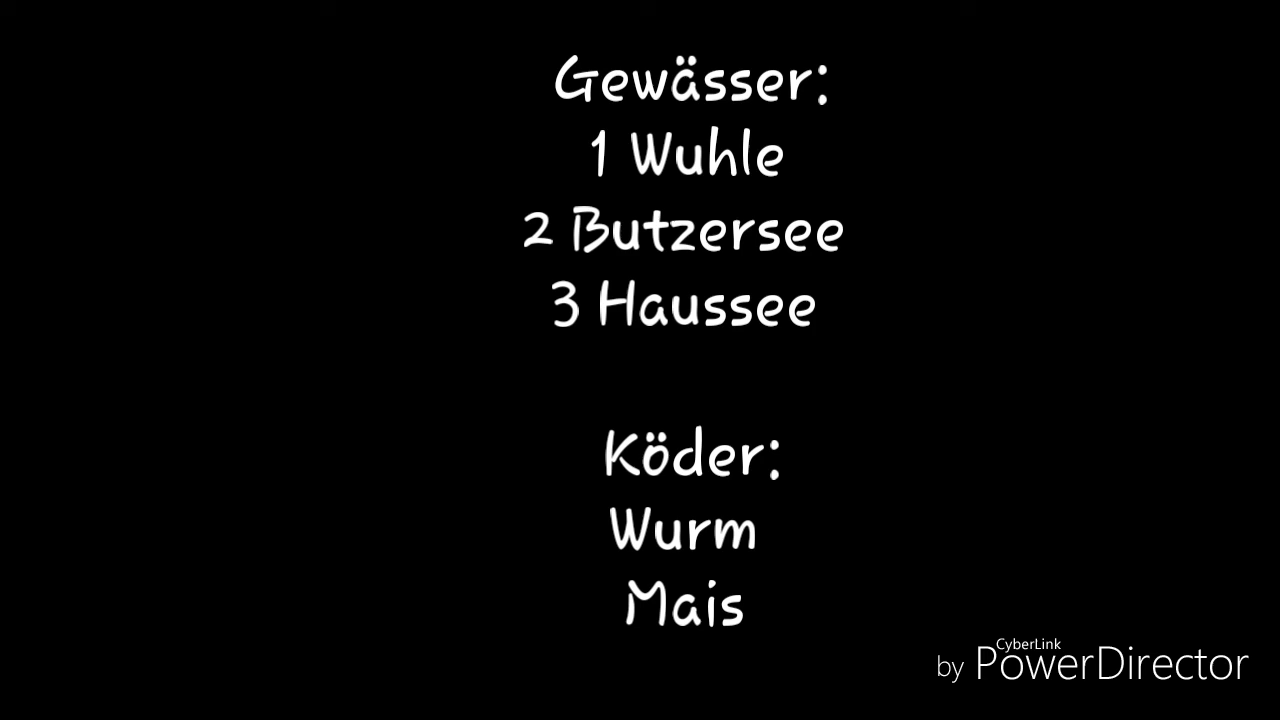 Gewässer:
1 Wuhle
2 Butzersee
3 Haussee
Köder:
Wurm
Mais
CyberLink
by PowerDirector